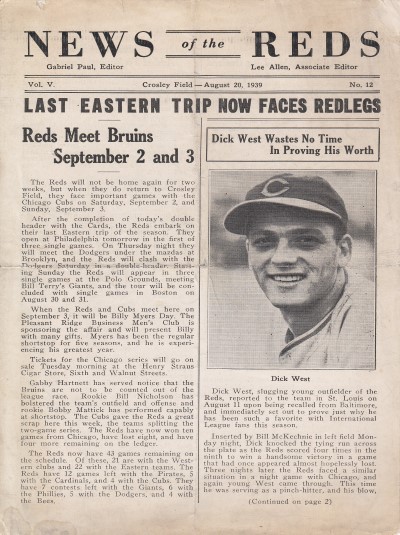 NEWS of the REDS
Gabriel Paul, Editor
Lee Allen, Associate Editor
Vol. V.
Crosley Field — August 20, 1939
No. 12
LAST EASTERN TRIP NOW FACES REDLEGS
Reds Meet Bruins
September 2 and 3
The Reds will not be home again for two
weeks, but when they do return to Crosley
Field, they face important games with the
Chicago Cubs on Saturday, September 2, and
Sunday, September 3.
After the completion of today's double
header with the Cards, the Reds embark on
their last Eastern trip of the season. They
open at Philadelphia tomorrow in the first of
three single games. On Thursday night they
will meet the Dodgers under the mazdas at
Brooklyn, and the Reds will clash with the
Dodgers Saturday in a double-header. Start-
ing Sunday the Reds will appear in three
single games at the Polo Grounds, meeting
Bill Terry's Giants, and the tour will be con-
cluded with single games in Boston on
August 30 and 31.
When the Reds and Cubs meet here on
September 3, it will be Billy Myers Day. The
Pleasant Ridge Business Men's Club is
sponsoring the affair and will present Billy
with many gifts. Myers has been the regular
shortstop for five seasons, and he is exper-
iencing his greatest year.
Tickets for the Chicago series will go on
sale Tuesday morning at the Henry Straus
Cigar Store, Sixth and Walnut Streets.
Gabby Hartnett has served notice that the
Bruins are not to be counted out of the
league race. Rookie Bill Nicholson has
bolstered the team's outfield and offense and
rookie Bobby Mattrick has performed capably
at shortstop. The Cubs gave the Reds a great
scrap here this week, the teams splitting the
two-game series. The Reds have now won ten
games from Chicago, have lost eight, and have
four more remaining on the ledger.
The Reds now have 43 games remaining on
the schedule. Of these, 21 are with the West-
ern clubs and 22 with the Eastern teams. The
Reds have 12 games left with the Pirates, 5
with the Cardinals, and 4 with the Cubs. They
have 7 contests left with the Giants, 6 with
the Phillies, 5 with the Dodgers, and 4 with
the Bees.
Dick West Wastes No Time
In Proving His Worth
C
Dick West
Dick West, slugging young outfielder of the
Reds, reported to the team in St. Louis on
August 11 upon being recalled from Baltimore,
and immediately set out to prove just why he
has been such a favorite with International
League fans this season.
Inserted by Bill McKechnie in left field Mon-
day night, Dick knocked the tying run across
the plate as the Reds scored four times in the
ninth to win a handsome victory in a game
that had once appeared almost hopelessly lost.
Three nights later the Reds faced a similar
situation in a night game with Chicago, and
again young West came through. This time
he was serving as a pinch-hitter, and his blow,
(Continued on page 2)